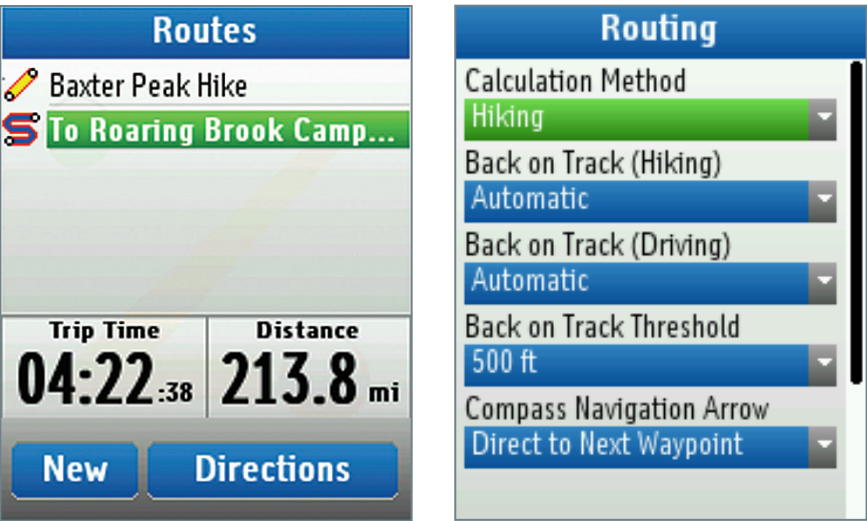 Routes
Baxter Peak Hike
To Roaring Brook Camp...
Trip Time
Distance
04:22:38
213.8 mi
New
Directions
Routing
Calculation Method
Hiking
Back on Track (Hiking)
Automatic
Back on Track (Driving)
Automatic
Back on Track Threshold
500 ft
Compass Navigation Arrow
Direct to Next Waypoint